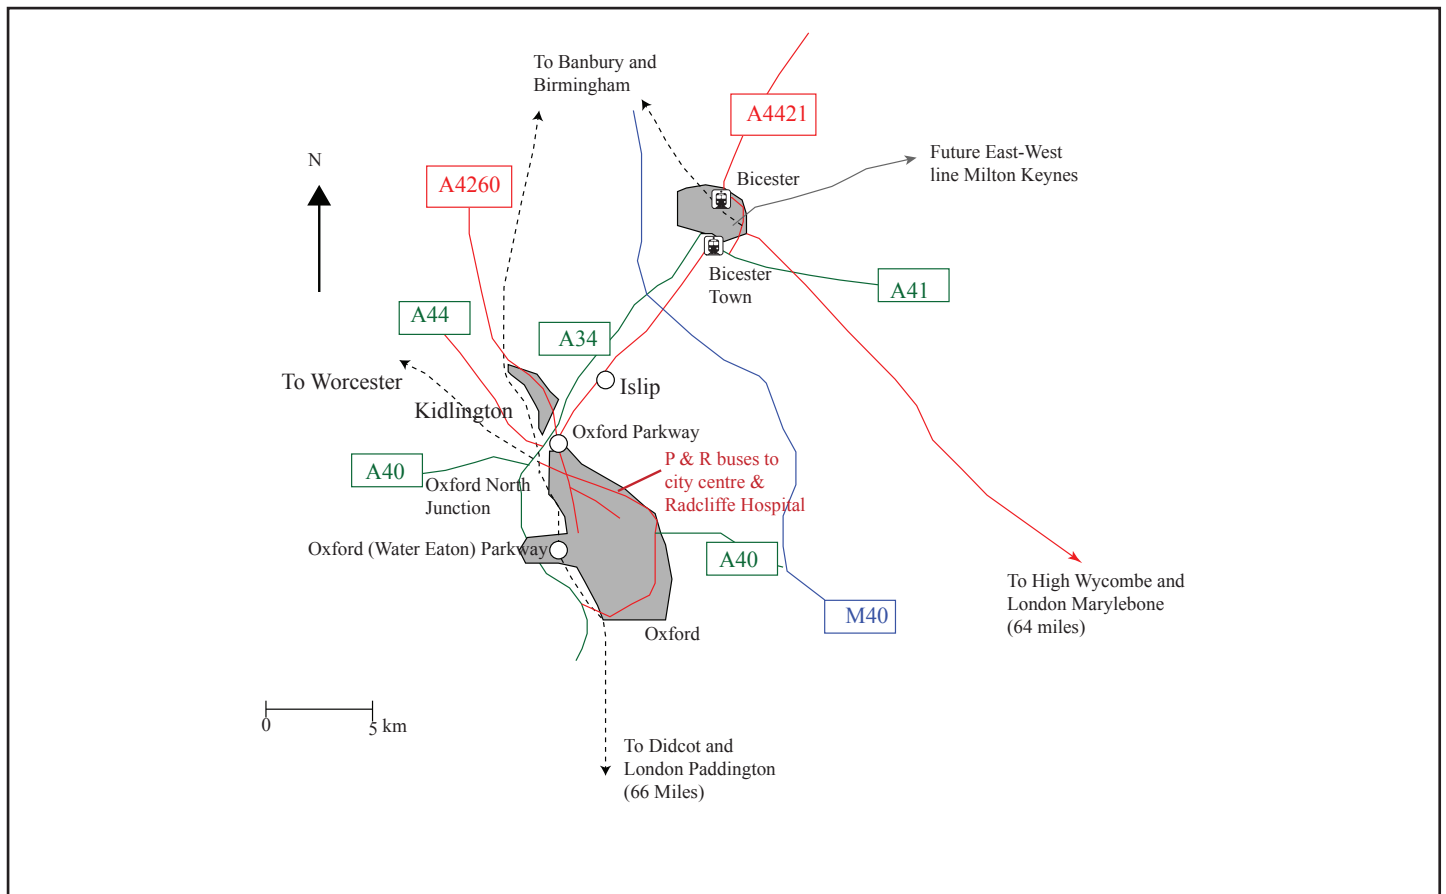 To Banbury and
Birmingham
A4421
Future East-West
line Milton Keynes
N
A4260
Bicester
Bicester
Town
A41
A44
A34
To Worcester
Islip
Kidlington
Oxford Parkway
P & R buses to
city centre &
Radcliffe Hospital
A40
Oxford North
Junction
Oxford (Water Eaton) Parkway
A40
To High Wycombe and
London Marylebone
(64 miles)
M40
Oxford
0
5 km
To Didcot and
London Paddington
(66 Miles)